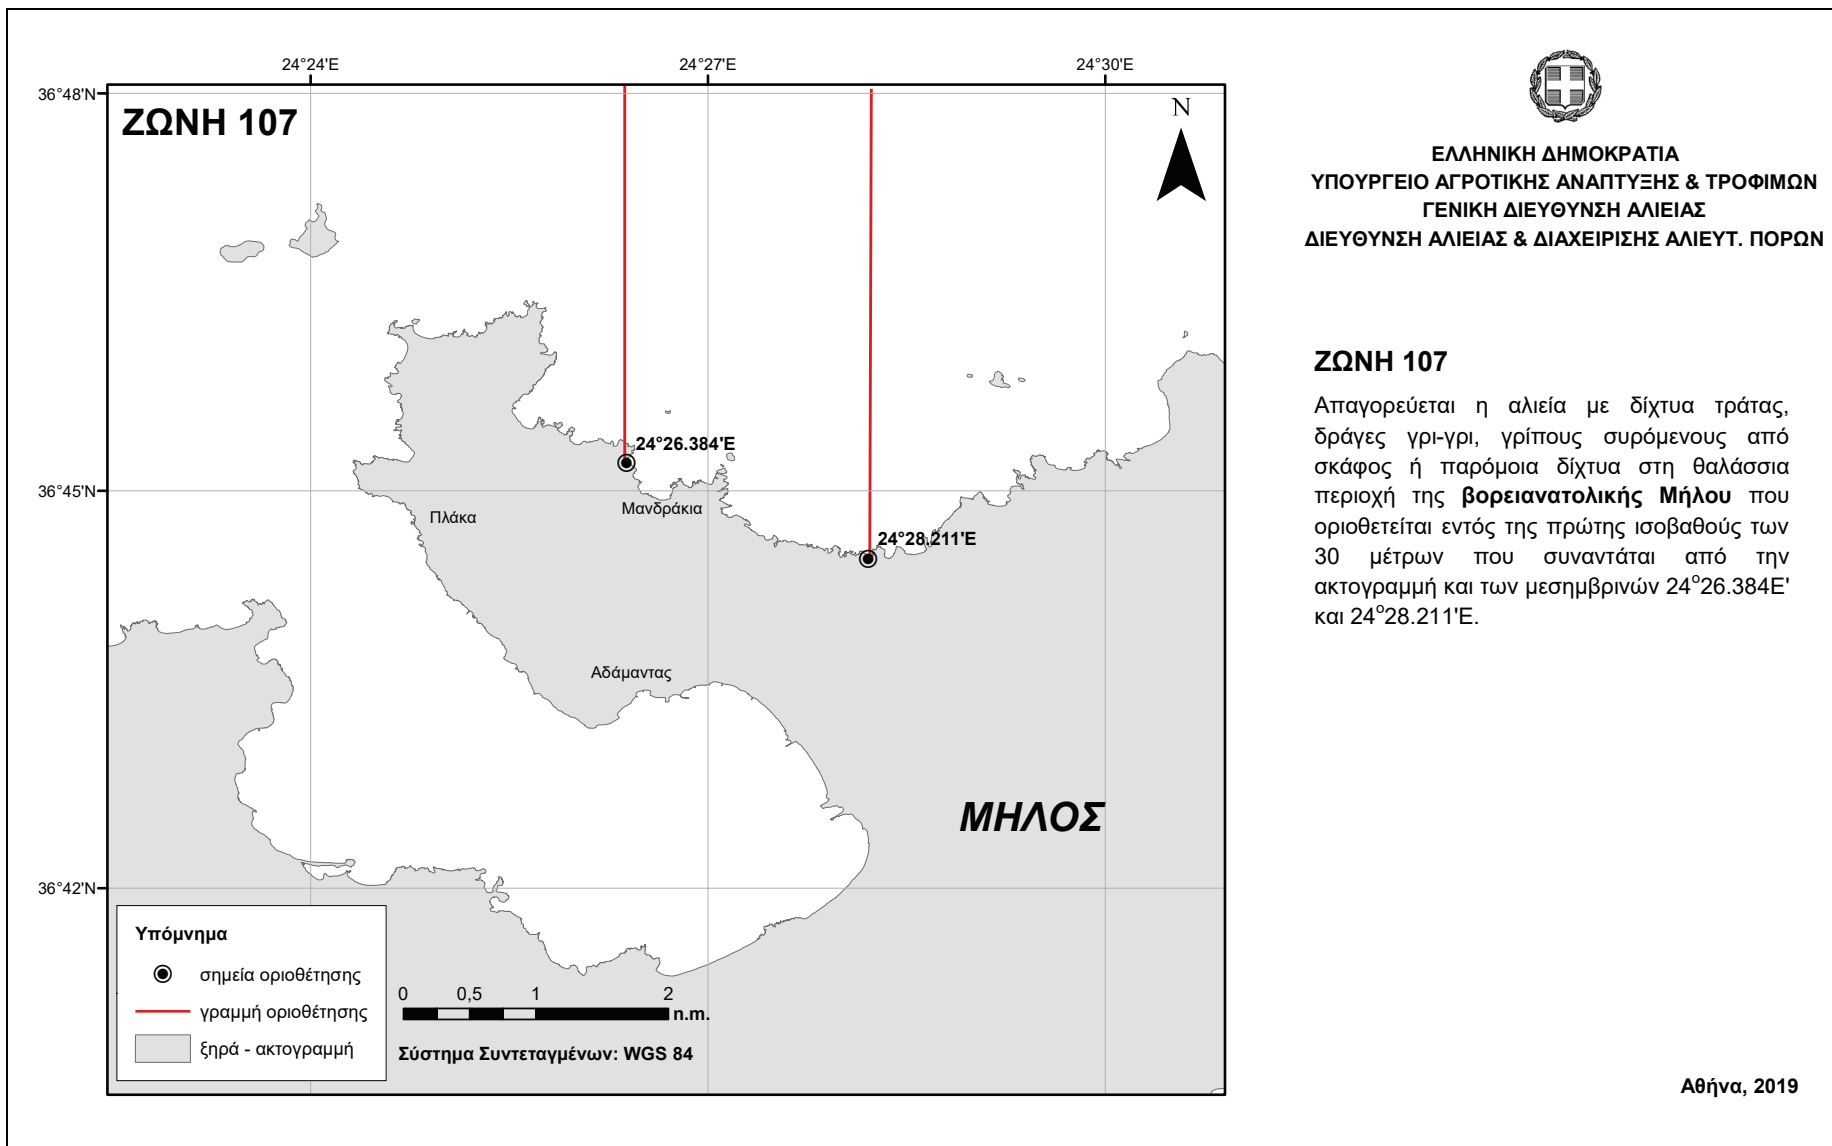 24°24'E
24°27'E
24°30'E
36°48'N
36°45'N
36°42'N
ΖΩΝΗ 107
N
24°26.384'E
Μανδράκια
Πλάκα
24°28.211'E
Αδάμαντας
ΜΗΛΟΣ
Υπόμνημα
σημεία οριοθέτησης
γραμμή οριοθέτησης
ξηρά - ακτογραμμή
0 0,5 1 2
n.m.
Σύστημα Συντεταγμένων: WGS 84
ΕΛΛΗΝΙΚΗ ΔΗΜΟΚΡΑΤΙΑ
ΥΠΟΥΡΓΕΙΟ ΑΓΡΟΤΙΚΗΣ ΑΝΑΠΤΥΞΗΣ & ΤΡΟΦΙΜΩΝ
ΓΕΝΙΚΗ ΔΙΕΥΘΥΝΣΗ ΑΛΙΕΙΑΣ
ΔΙΕΥΘΥΝΣΗ ΑΛΙΕΙΑΣ & ΔΙΑΧΕΙΡΙΣΗΣ ΑΛΙΕΥΤ. ΠΟΡΩΝ
ΖΩΝΗ 107
Απαγορεύεται η αλιεία με δίχτυα τράτας,
δράγες γρι-γρι, γρίπους συρόμενους από
σκάφος ή παρόμοια δίχτυα στη θαλάσσια
περιοχή της βορειανατολικής Μήλου που
οριοθετείται εντός της πρώτης ισοβαθούς των
30 μέτρων που συναντάται από την
ακτογραμμή και των μεσημβρινών 24°26.384E'
και 24°28.211'E.
Αθήνα, 2019